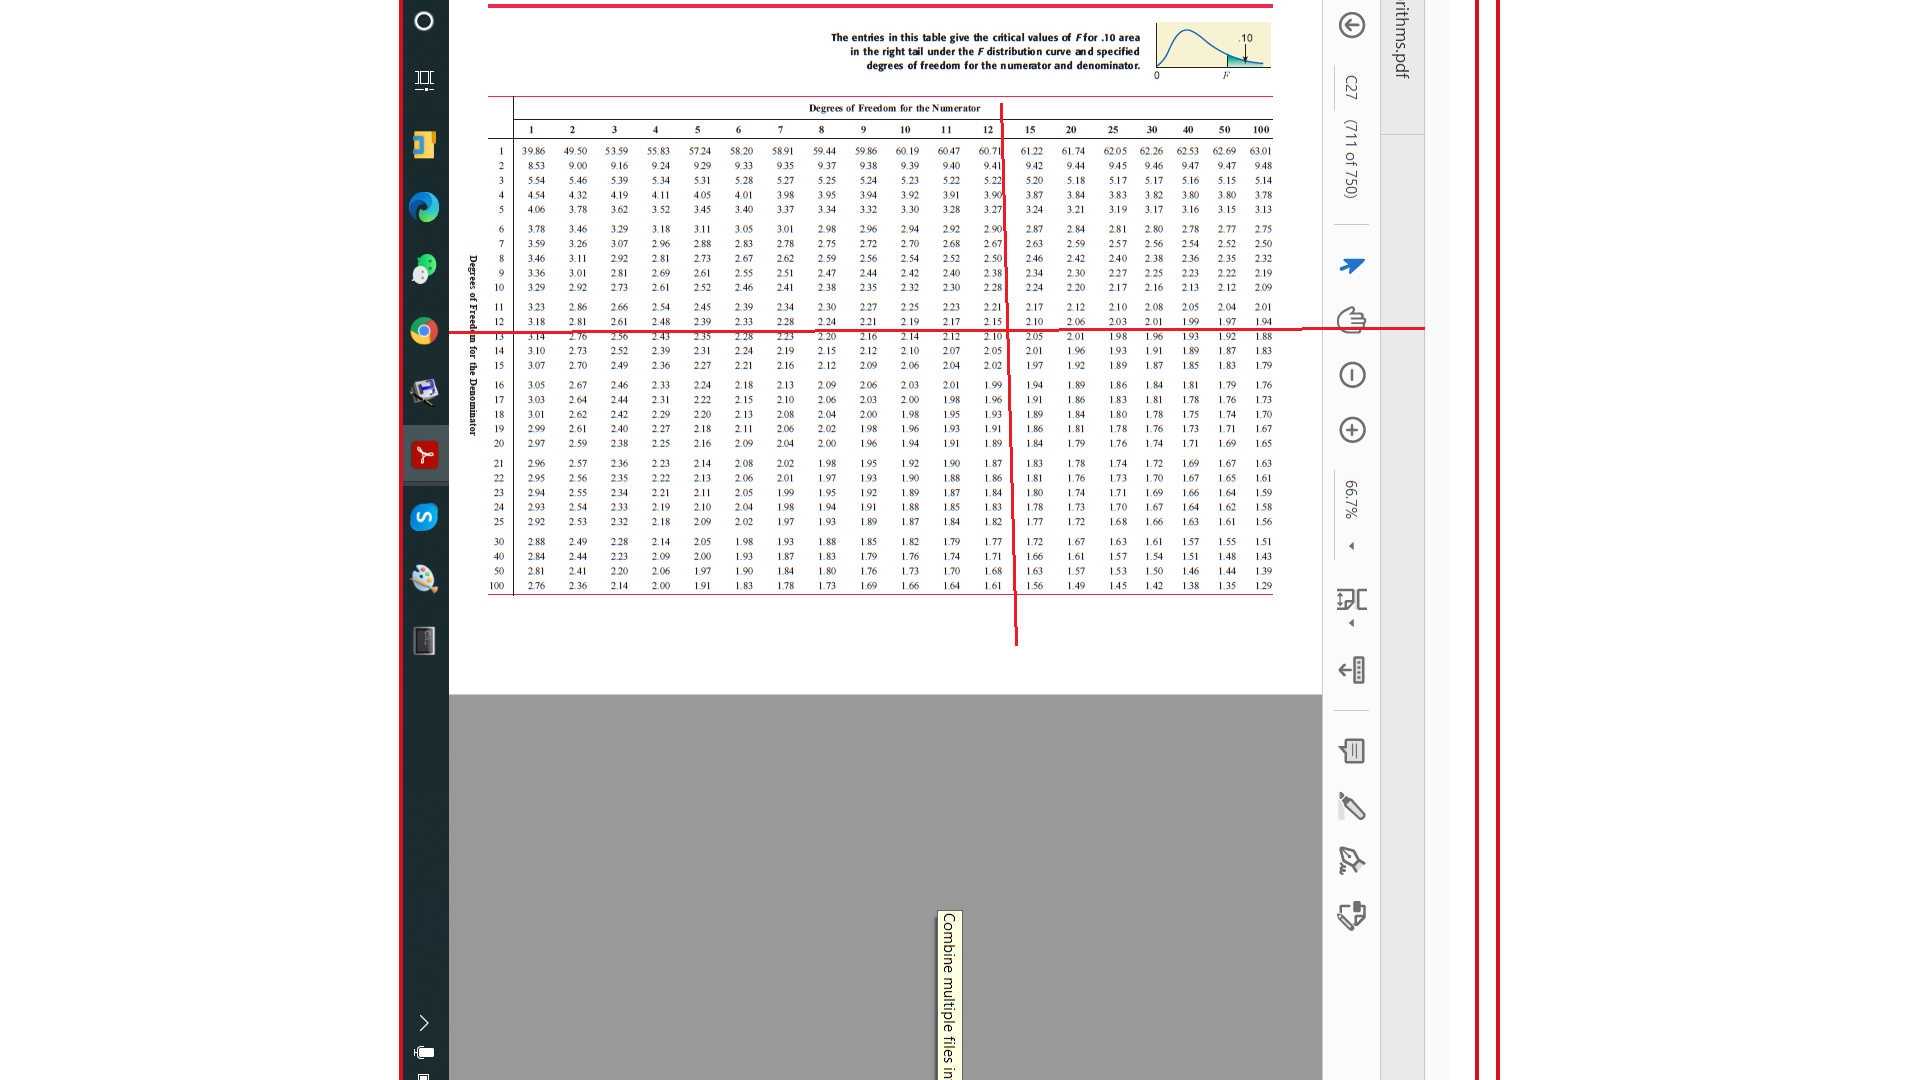 rithms.pdf
C27 (711 of 750)
66.7%
The entries in this table give the critical values of F for .10 area
in the right tail under the F distribution curve and specified
degrees of freedom for the numerator and denominator.
.10
0 F
Degrees of Freedom for the Numerator
1 2 3 4 5 6 7 8 9 10 11 12 15 20 25 30 40 50 100
Degrees of Freedom for the Denominator
1 39.86 49.50 53.59 55.83 57.24 58.20 58.91 59.44 59.86 60.19 60.47 60.71 61.22 61.74 62.05 62.26 62.53 62.69 63.01
2 8.53 9.00 9.16 9.24 9.29 9.33 9.35 9.37 9.38 9.39 9.40 9.41 9.42 9.44 9.45 9.46 9.47 9.47 9.48
3 5.54 5.46 5.39 5.34 5.31 5.28 5.27 5.25 5.24 5.23 5.22 5.22 5.20 5.18 5.17 5.17 5.16 5.15 5.14
4 4.54 4.32 4.19 4.11 4.05 4.01 3.98 3.95 3.94 3.92 3.91 3.90 3.87 3.84 3.83 3.82 3.80 3.80 3.78
5 4.06 3.78 3.62 3.52 3.45 3.40 3.37 3.34 3.32 3.30 3.28 3.27 3.24 3.21 3.19 3.17 3.16 3.15 3.13
6 3.78 3.46 3.29 3.18 3.11 3.05 3.01 2.98 2.96 2.94 2.92 2.90 2.87 2.84 2.81 2.80 2.78 2.77 2.75
7 3.59 3.26 3.07 2.96 2.88 2.83 2.78 2.75 2.72 2.70 2.68 2.67 2.63 2.59 2.57 2.56 2.54 2.52 2.50
8 3.46 3.11 2.92 2.81 2.73 2.67 2.62 2.59 2.56 2.54 2.52 2.50 2.46 2.42 2.40 2.38 2.36 2.35 2.32
9 3.36 3.01 2.81 2.69 2.61 2.55 2.51 2.47 2.44 2.42 2.40 2.38 2.34 2.30 2.27 2.25 2.23 2.22 2.19
10 3.29 2.92 2.73 2.61 2.52 2.46 2.41 2.38 2.35 2.32 2.30 2.28 2.24 2.20 2.17 2.16 2.13 2.12 2.09
11 3.23 2.86 2.66 2.54 2.45 2.39 2.34 2.30 2.27 2.25 2.23 2.21 2.17 2.12 2.10 2.08 2.05 2.04 2.01
12 3.18 2.81 2.61 2.48 2.39 2.33 2.28 2.24 2.21 2.19 2.17 2.15 2.10 2.06 2.03 2.01 1.99 1.97 1.94
13 3.14 2.76 2.56 2.43 2.35 2.28 2.23 2.20 2.16 2.14 2.12 2.10 2.05 2.01 1.98 1.96 1.93 1.92 1.88
14 3.10 2.73 2.52 2.39 2.31 2.24 2.19 2.15 2.12 2.10 2.07 2.05 2.01 1.96 1.93 1.91 1.89 1.87 1.83
15 3.07 2.70 2.49 2.36 2.27 2.21 2.16 2.12 2.09 2.06 2.04 2.02 1.97 1.92 1.89 1.87 1.85 1.83 1.79
16 3.05 2.67 2.46 2.33 2.24 2.18 2.13 2.09 2.06 2.03 2.01 1.99 1.94 1.89 1.86 1.84 1.81 1.79 1.76
17 3.03 2.64 2.44 2.31 2.22 2.15 2.10 2.06 2.03 2.00 1.98 1.96 1.91 1.86 1.83 1.81 1.78 1.76 1.73
18 3.01 2.62 2.42 2.29 2.20 2.13 2.08 2.04 2.00 1.98 1.95 1.93 1.89 1.84 1.80 1.78 1.75 1.74 1.70
19 2.99 2.61 2.40 2.27 2.18 2.11 2.06 2.02 1.98 1.96 1.93 1.91 1.86 1.81 1.78 1.76 1.73 1.71 1.67
20 2.97 2.59 2.38 2.25 2.16 2.09 2.04 2.00 1.96 1.94 1.91 1.89 1.84 1.79 1.76 1.74 1.71 1.69 1.65
21 2.96 2.57 2.36 2.23 2.14 2.08 2.02 1.98 1.95 1.92 1.90 1.87 1.83 1.78 1.74 1.72 1.69 1.67 1.63
22 2.95 2.56 2.35 2.22 2.13 2.06 2.01 1.97 1.93 1.90 1.88 1.86 1.81 1.76 1.73 1.70 1.67 1.65 1.61
23 2.94 2.55 2.34 2.21 2.11 2.05 1.99 1.95 1.92 1.89 1.87 1.84 1.80 1.74 1.71 1.69 1.66 1.64 1.59
24 2.93 2.54 2.33 2.19 2.10 2.04 1.98 1.94 1.91 1.88 1.85 1.83 1.78 1.73 1.70 1.67 1.64 1.62 1.58
25 2.92 2.53 2.32 2.18 2.09 2.02 1.97 1.93 1.89 1.87 1.84 1.82 1.77 1.72 1.68 1.66 1.63 1.61 1.56
30 2.88 2.49 2.28 2.14 2.05 1.98 1.93 1.88 1.85 1.82 1.79 1.77 1.72 1.67 1.63 1.61 1.57 1.55 1.51
40 2.84 2.44 2.23 2.09 2.00 1.93 1.87 1.83 1.79 1.76 1.74 1.71 1.66 1.61 1.57 1.54 1.51 1.48 1.43
50 2.81 2.41 2.20 2.06 1.97 1.90 1.84 1.80 1.76 1.73 1.70 1.68 1.63 1.57 1.53 1.50 1.46 1.44 1.39
100 2.76 2.36 2.14 2.00 1.91 1.83 1.78 1.73 1.69 1.66 1.64 1.61 1.56 1.49 1.45 1.42 1.38 1.35 1.29
Combine multiple files in